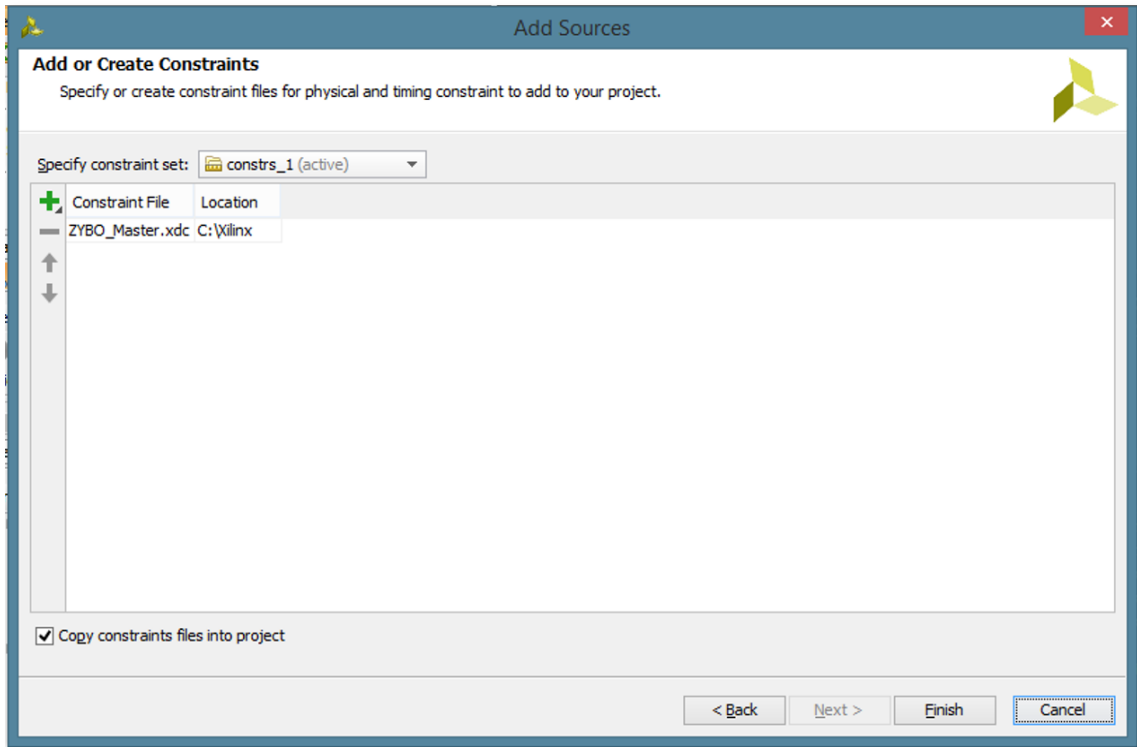 Add Sources
Add or Create Constraints
Specify or create constraint files for physical and timing constraint to add to your project.
Specify constraint set: constrs_1 (active)
Constraint File Location
ZYBO_Master.xdc C:\Xilinx
Copy constraints files into project
< Back Next > Finish Cancel